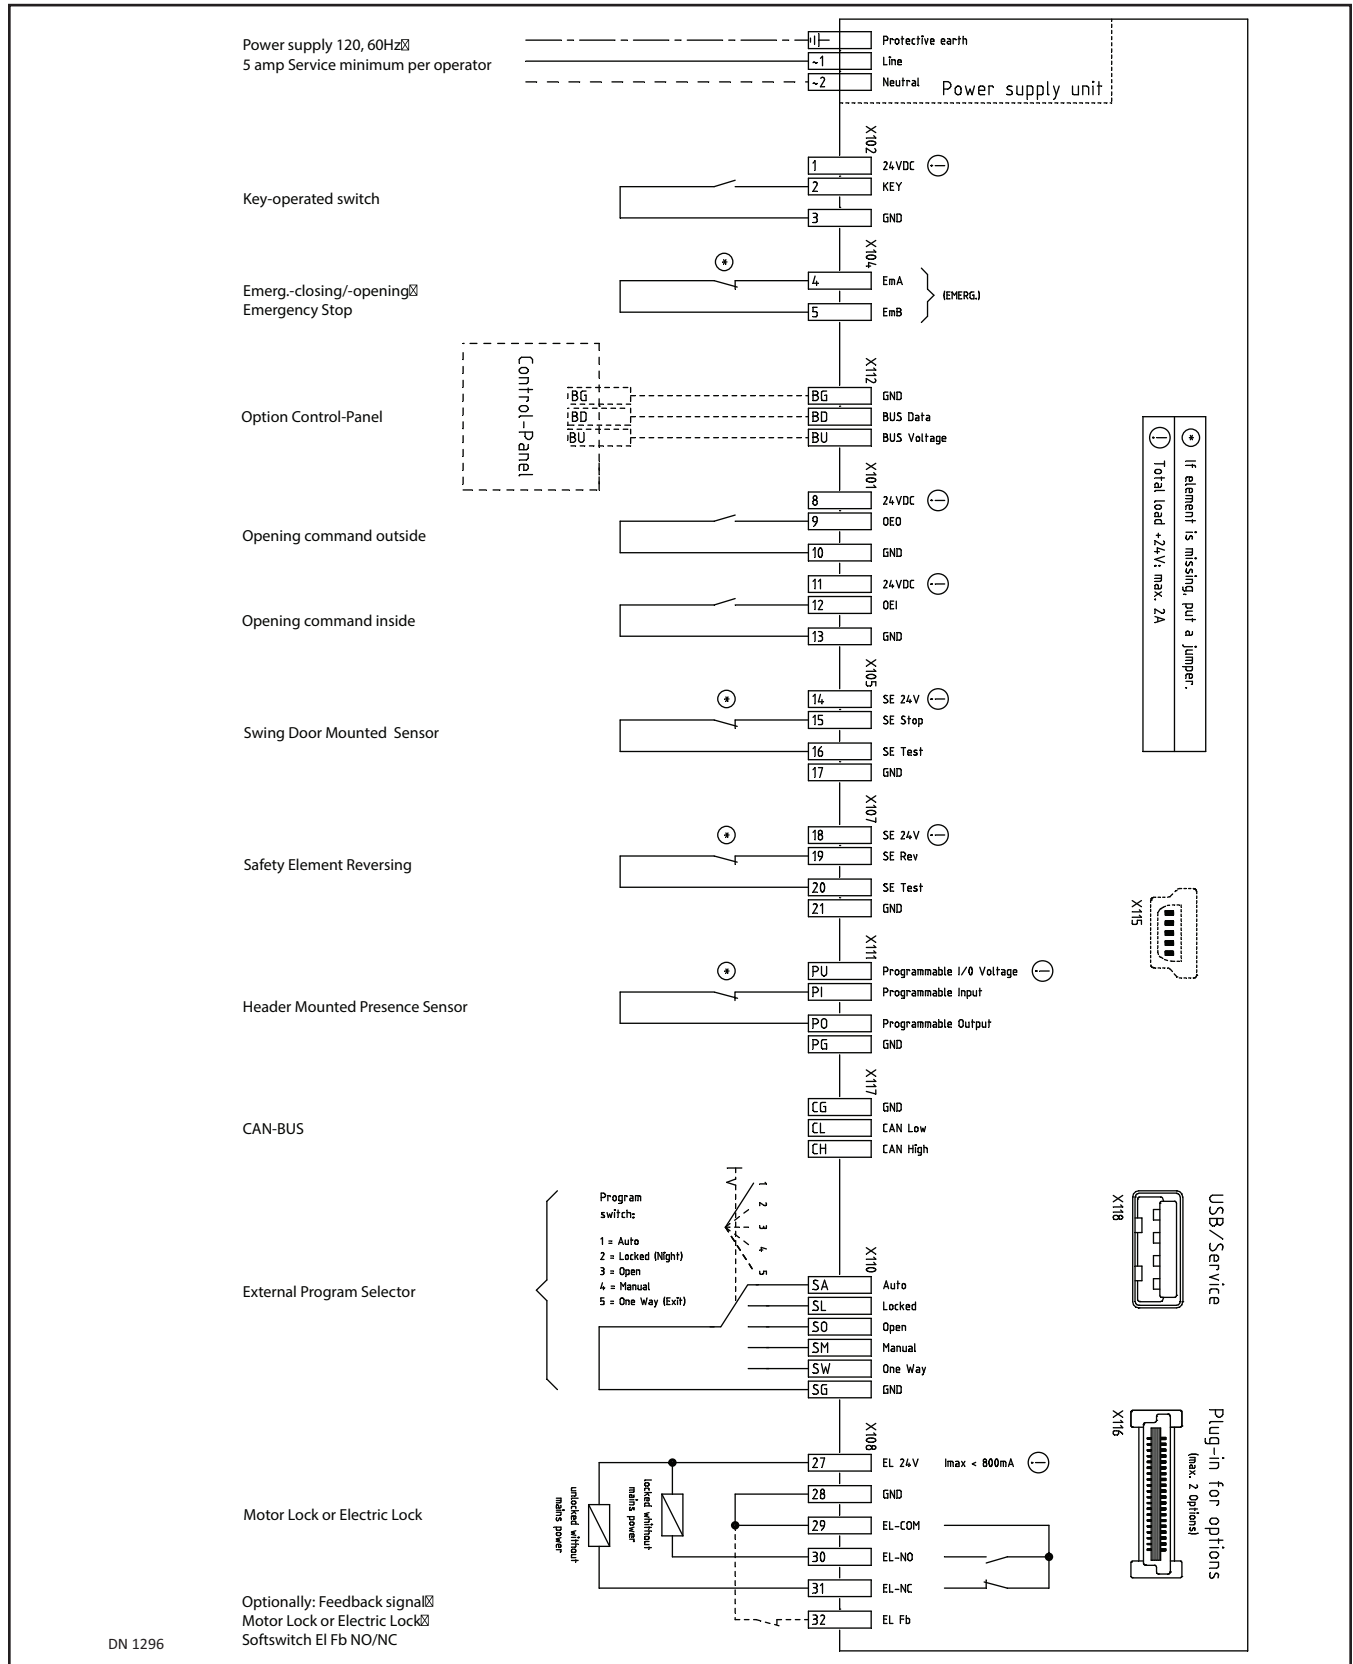 Power supply 120, 60Hz
5 amp Service minimum per operator
Protective earth
~1 Line
~2 Neutral
Power supply unit
X102
1 24VDC
Key-operated switch
2 KEY
3 GND
X104
Emerg.-closing/-opening
Emergency Stop
*
4 EmA
5 EmB
(EMERG.)
Option Control-Panel
Control-Panel
X112
BG BG GND
BD BD BUS Data
BU BU BUS Voltage
X101
8 24VDC
Opening command outside
9 OEO
10 GND
11 24VDC
Opening command inside
12 OEI
13 GND
* If element is missing, put a jumper.
Total load +24V: max. 2A
X105
*
14 SE 24V
Swing Door Mounted Sensor
15 SE Stop
16 SE Test
17 GND
X107
*
18 SE 24V
Safety Element Reversing
19 SE Rev
20 SE Test
21 GND
X115
X111
*
PU Programmable I/O Voltage
Header Mounted Presence Sensor
PI Programmable Input
PO Programmable Output
PG GND
X117
CG GND
CAN-BUS
CL CAN Low
CH CAN High
External Program Selector
Program
switch:
1 = Auto
2 = Locked (Night)
3 = Open
4 = Manual
5 = One Way (Exit)
1
2
3
4
5
X110
SA Auto
SL Locked
SO Open
SM Manual
SW One Way
SG GND
X118
USB/Service
X116
Plug-in for options
(max. 2 Options)
X108
Motor Lock or Electric Lock
unlocked without
mains power
locked whithout
mains power
27 EL 24V Imax < 800mA
28 GND
29 EL-COM
30 EL-NO
31 EL-NC
32 EL Fb
Optionally: Feedback signal
Motor Lock or Electric Lock
Softswitch El Fb NO/NC
DN 1296